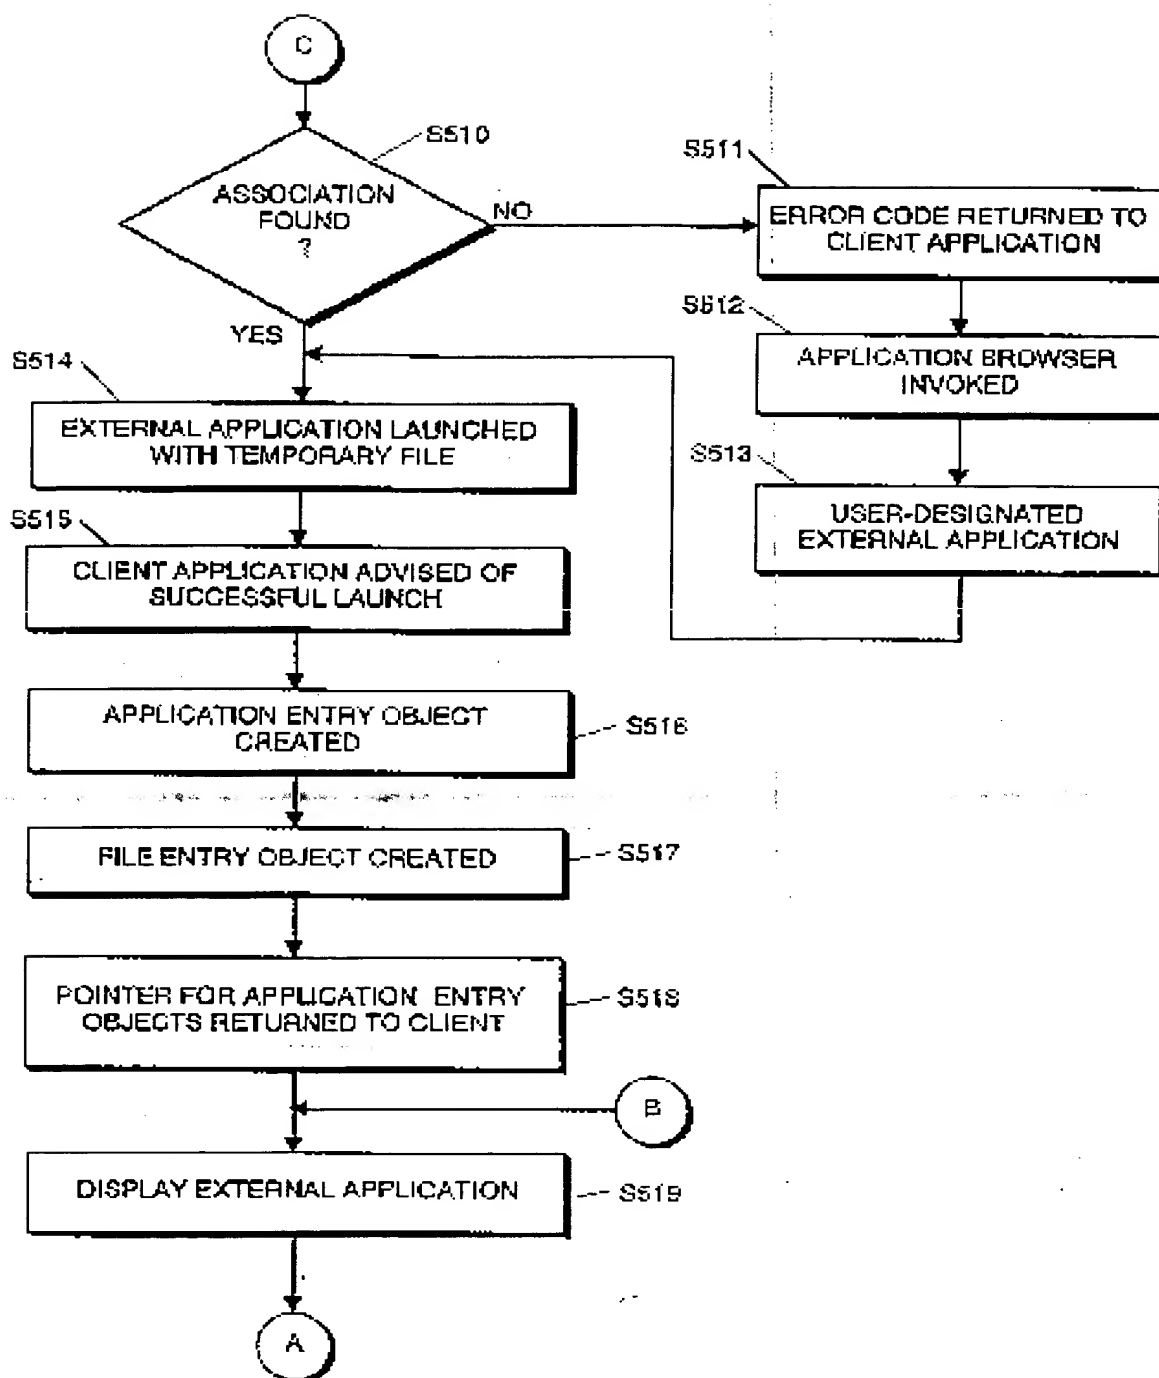 C
S510
ASSOCIATION
FOUND
?
NO
YES
S511
ERROR CODE RETURNED TO
CLIENT APPLICATION
S512
APPLICATION BROWSER
INVOKED
S513
USER-DESIGNATED
EXTERNAL APPLICATION
S514
EXTERNAL APPLICATION LAUNCHED
WITH TEMPORARY FILE
S515
CLIENT APPLICATION ADVISED OF
SUCCESSFUL LAUNCH
APPLICATION ENTRY OBJECT
CREATED
S516
FILE ENTRY OBJECT CREATED
S517
POINTER FOR APPLICATION ENTRY
OBJECTS RETURNED TO CLIENT
S518
B
DISPLAY EXTERNAL APPLICATION
S519
A